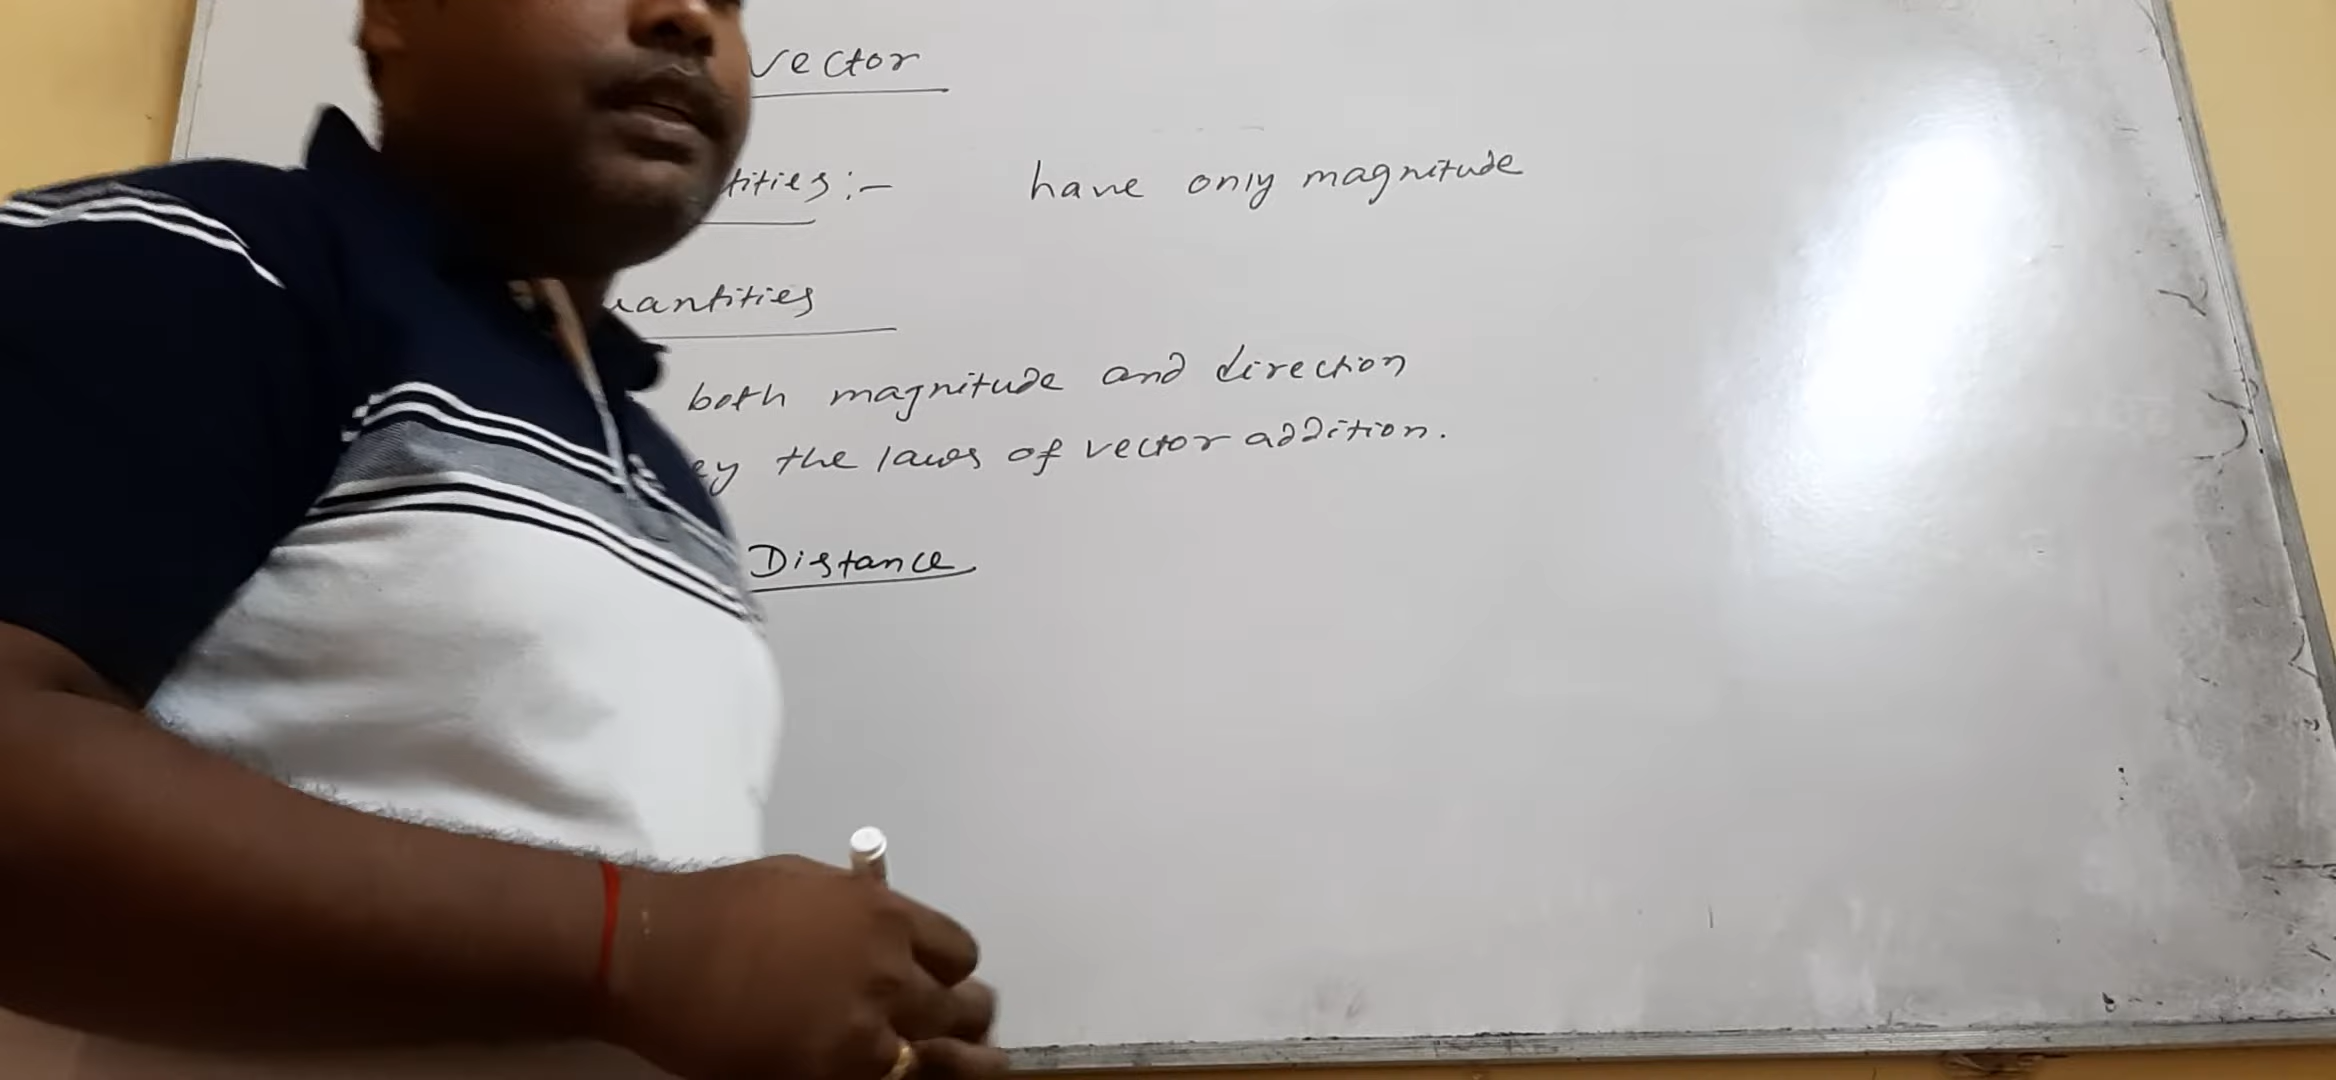 vector
tities :- have only magnitude
uantities
both magnitude and direction
ey the laws of vector addition.
Distance